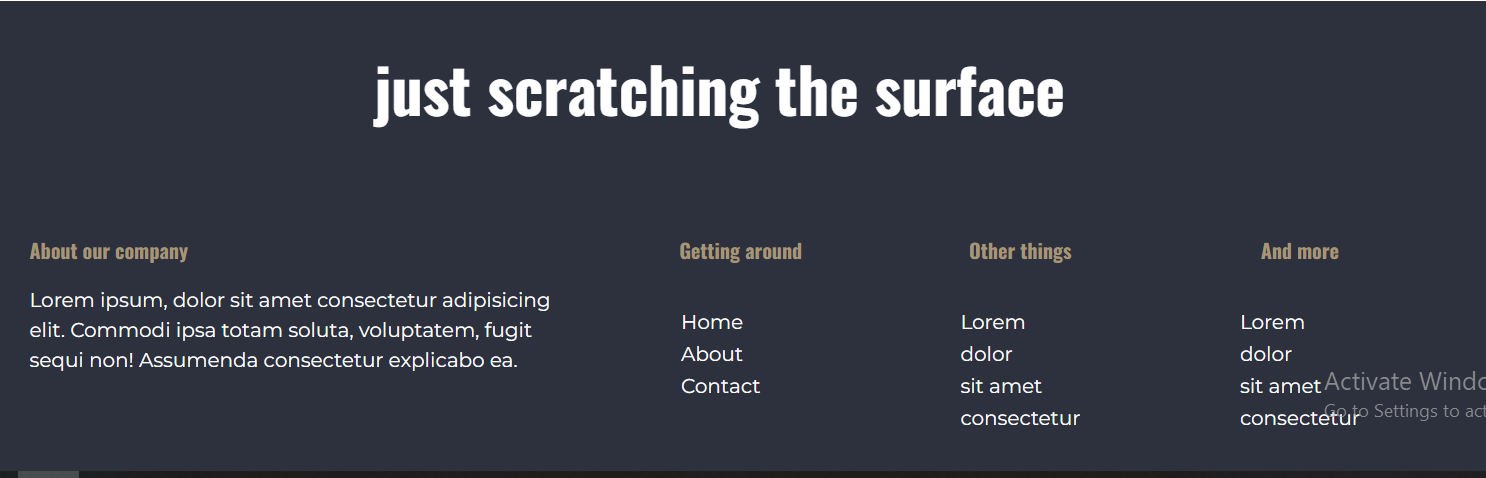 just scratching the surface
About our company
Lorem ipsum, dolor sit amet consectetur adipisicing
elit. Commodi ipsa totam soluta, voluptatem, fugit
sequi non! Assumenda consectetur explicabo ea.
Getting around
Home
About
Contact
Other things
Lorem
dolor
sit amet
consectetur
And more
Lorem
dolor
sit amet
consectetur
Activate Windo
Go to Settings to act